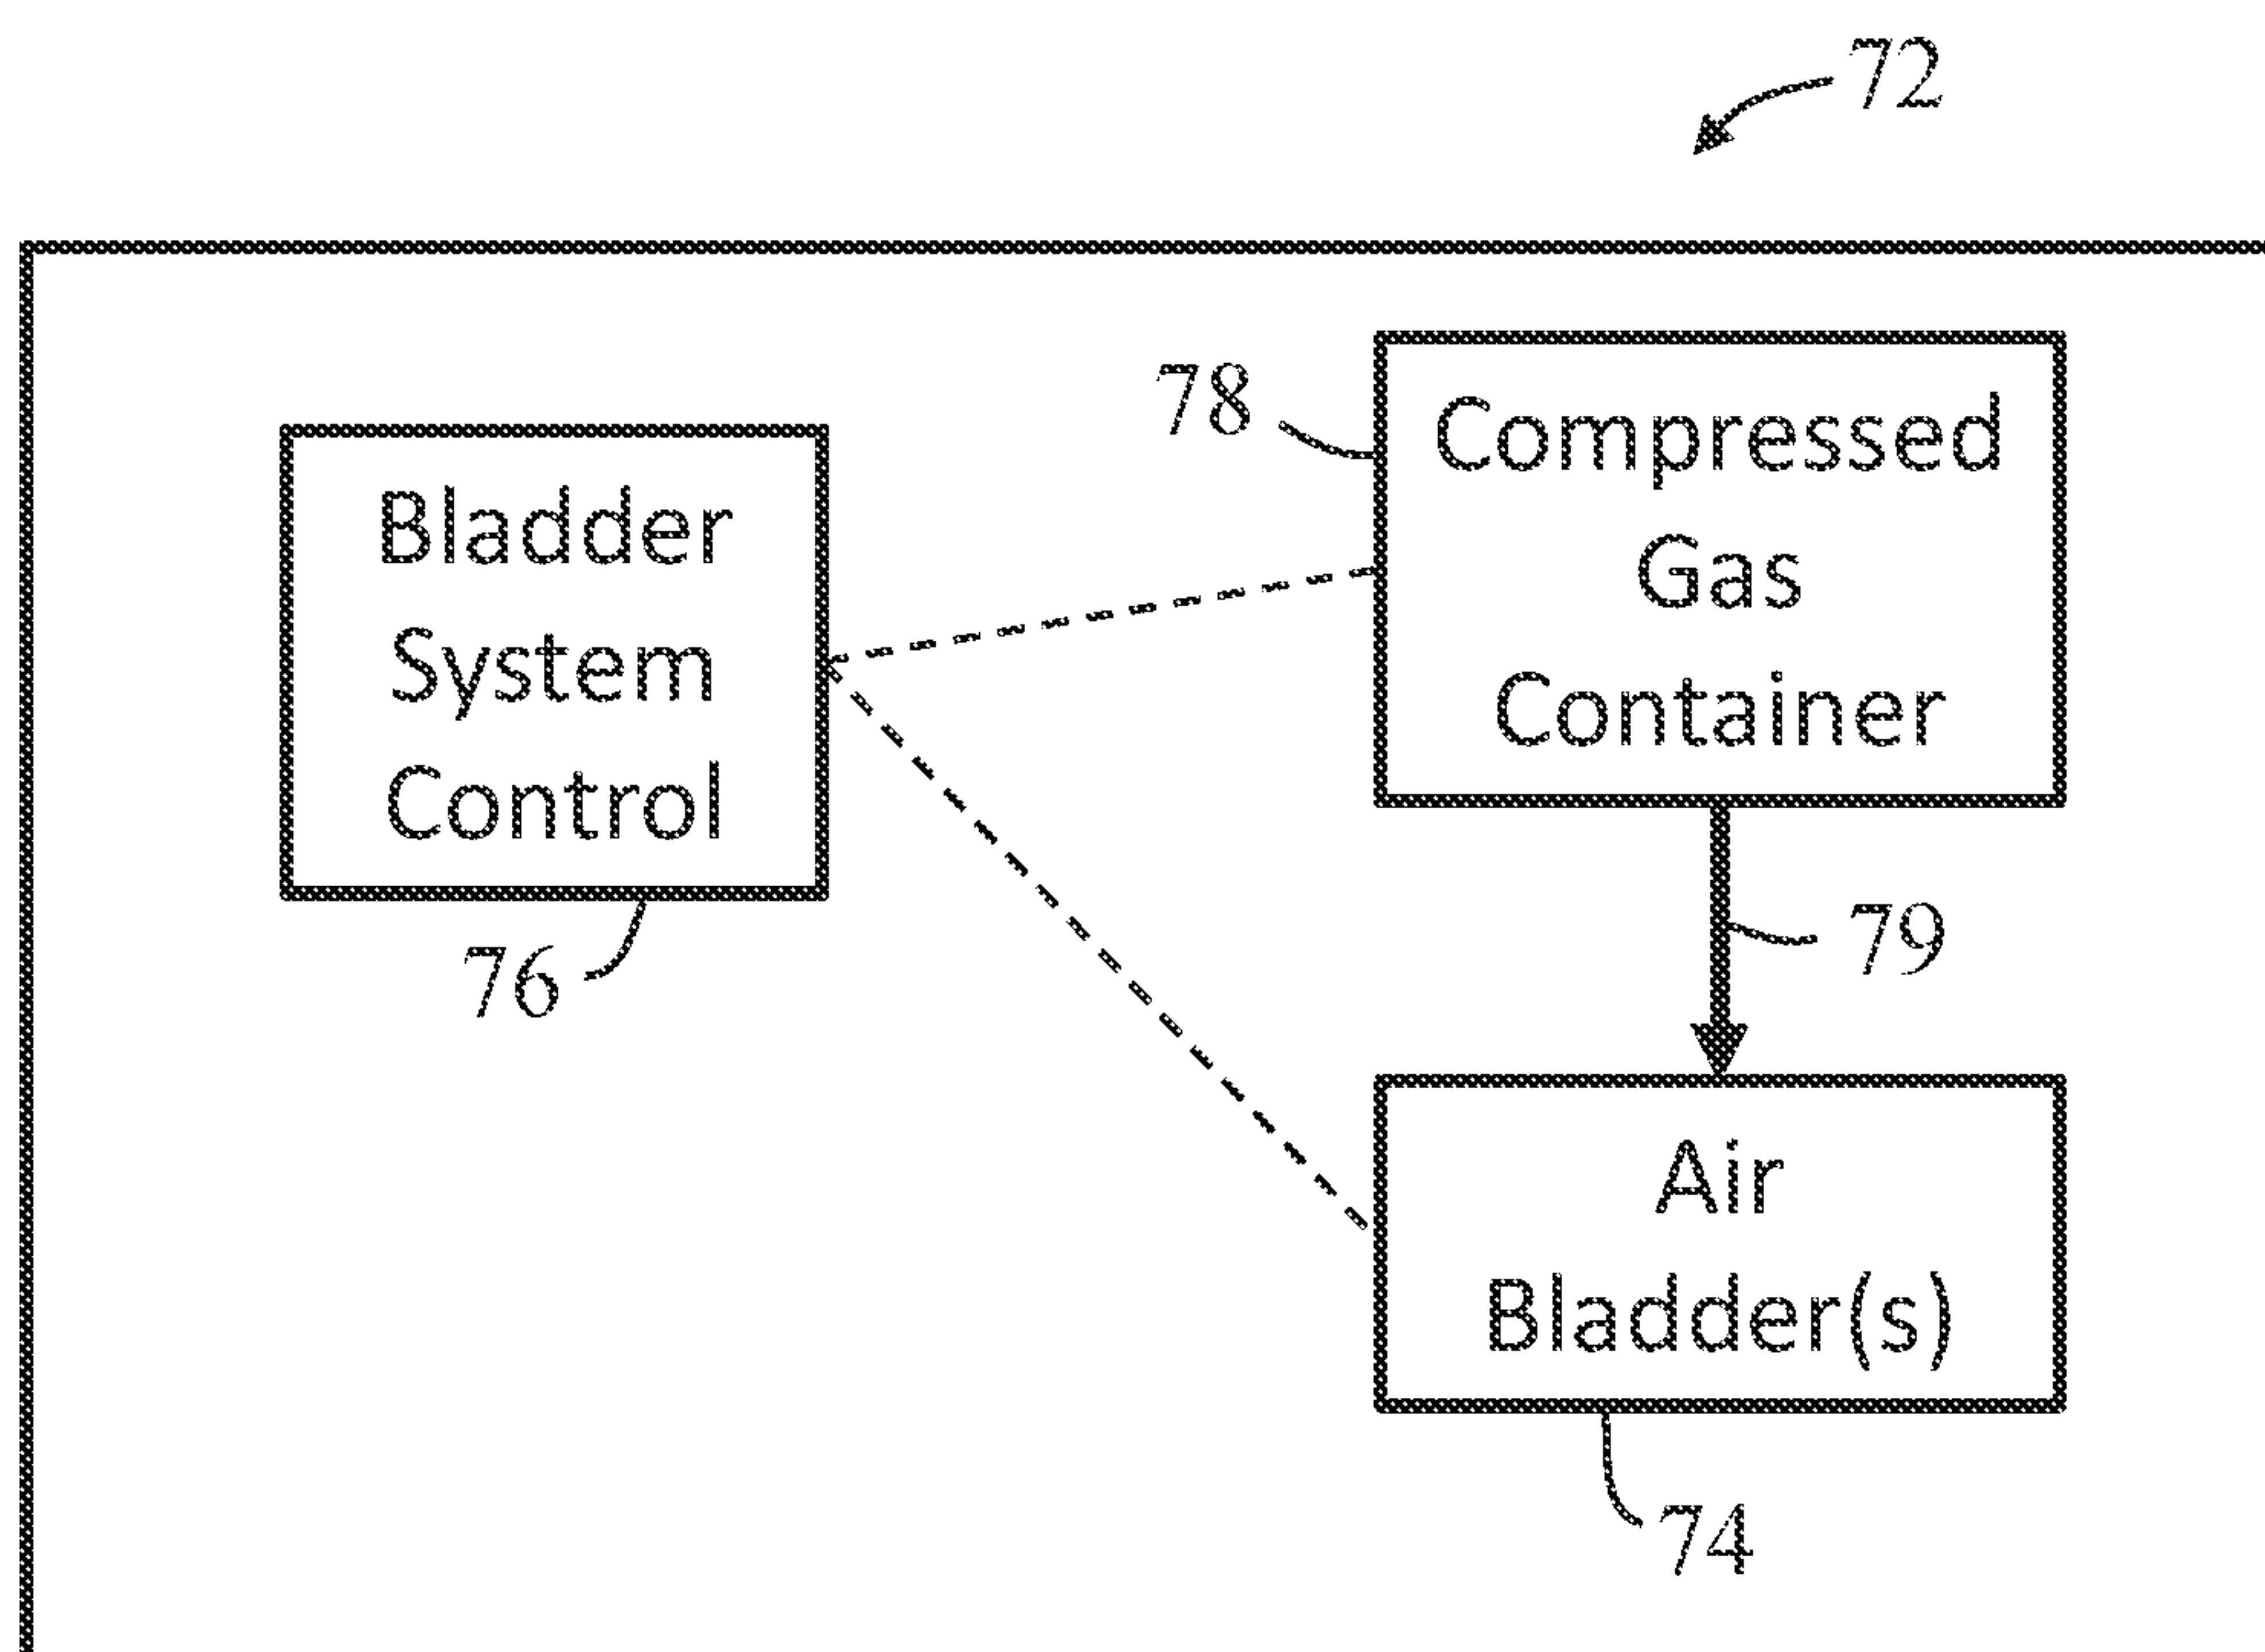 72
78
Compressed
Gas
Container
Bladder
System
Control
76
79
Air
Bladder(s)
74